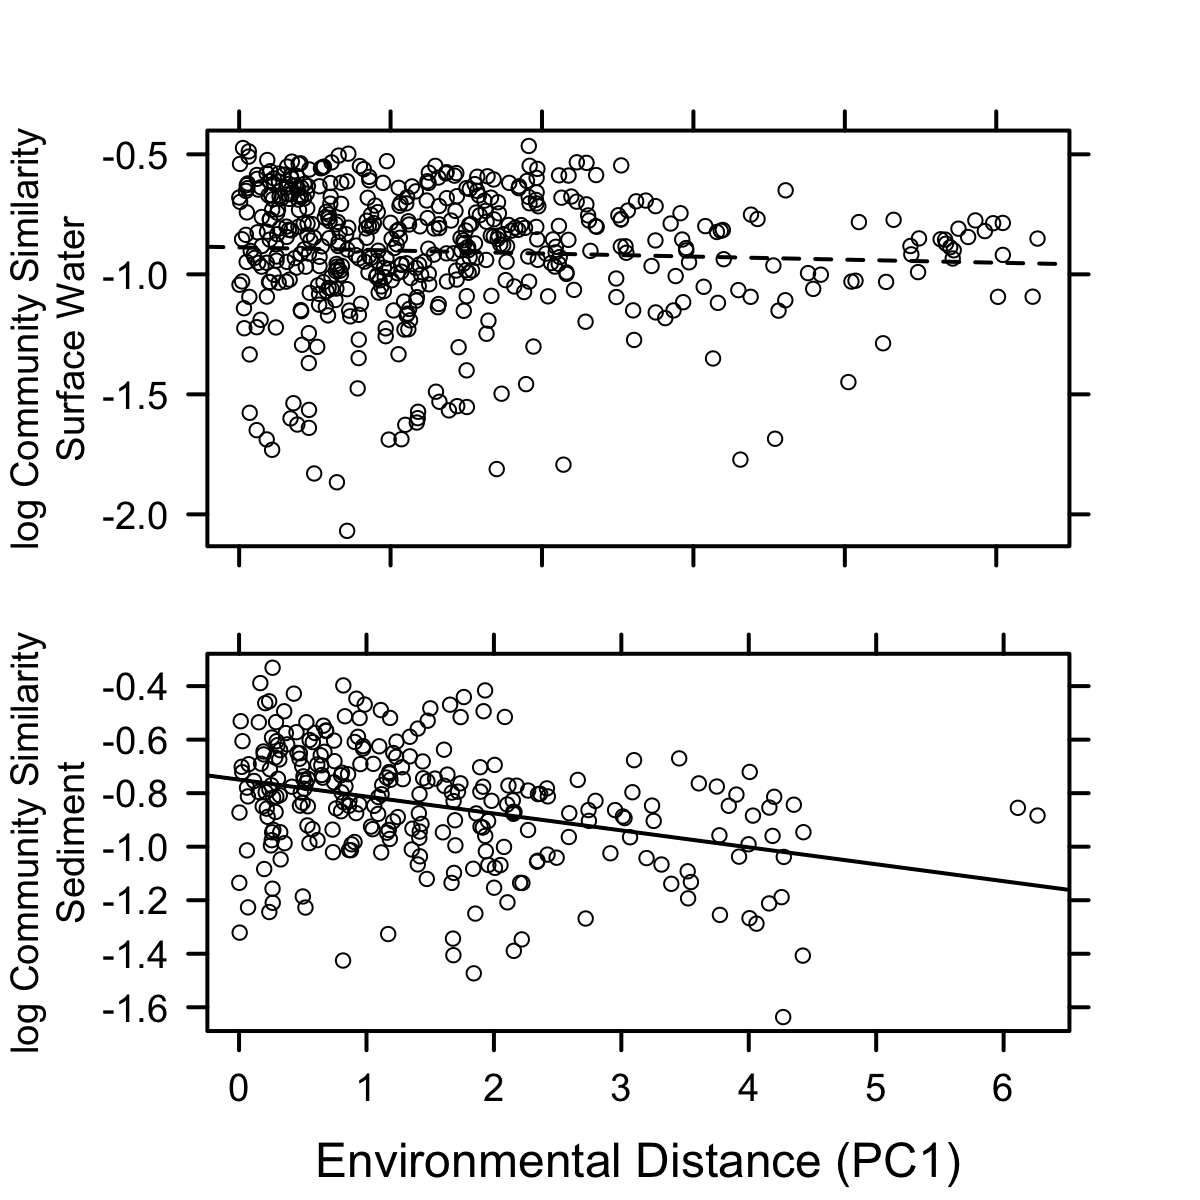 log Community Similarity
Surface Water
-0.5
-1.0
-1.5
-2.0
log Community Similarity
Sediment
-0.4
-0.6
-0.8
-1.0
-1.2
-1.4
-1.6
0 1 2 3 4 5 6
Environmental Distance (PC1)